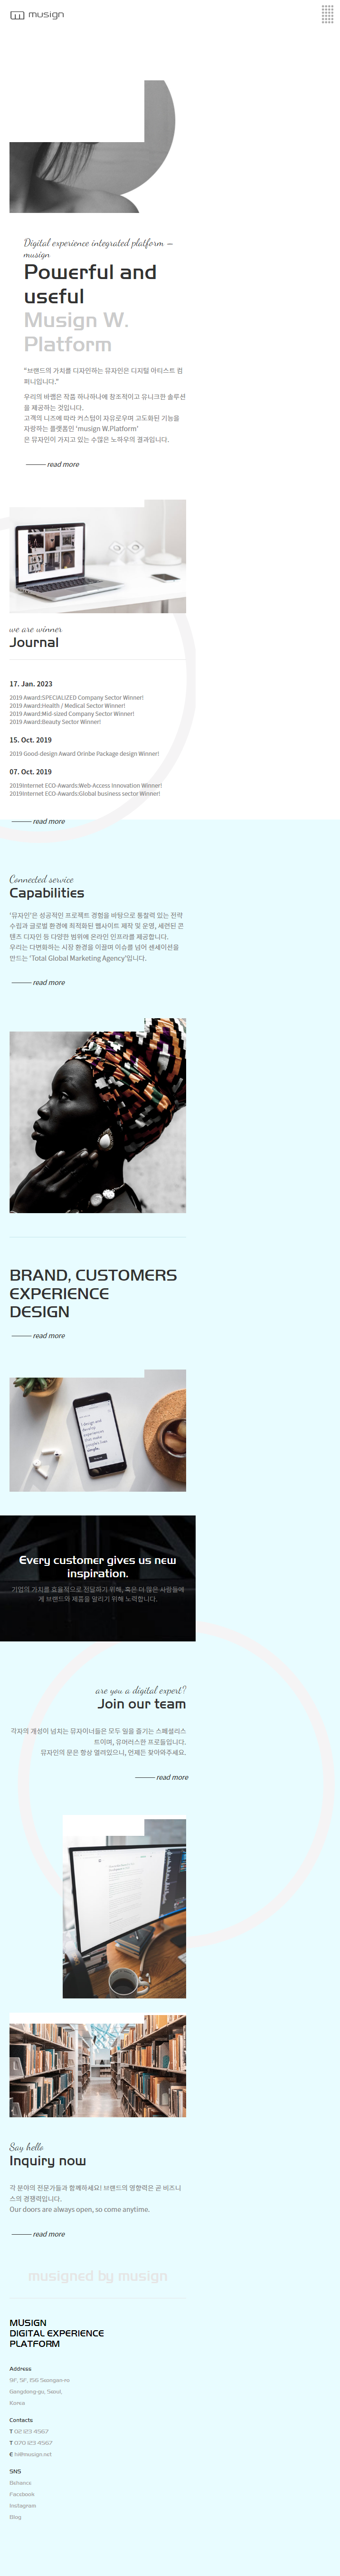 musign
Digital experience integrated platform –
musign
Powerful and
useful
Musign W.
Platform
"브랜드의 가치를 디자인하는 뮤자인은 디지털 아티스트 컴
퍼니입니다."
우리의 바램은 작품 하나하나에 창조적이고 유니크한 솔루션
을 제공하는 것입니다.
고객의 니즈에 따라 커스텀이 자유로우며 고도화된 기능을
자랑하는 플랫폼인 'musign W.Platform'
은 뮤자인이 가지고 있는 수많은 노하우의 결과입니다.
read more
we are winner
Journal
17. Jan. 2023
2019 Award:SPECIALIZED Company Sector Winner!
2019 Award:Health / Medical Sector Winner!
2019 Award:Mid-sized Company Sector Winner!
2019 Award:Beauty Sector Winner!
15. Oct. 2019
2019 Good-design Award Orinbe Package design Winner!
07. Oct. 2019
2019Internet ECO-Awards:Web-Access Innovation Winner!
2019Internet ECO-Awards:Global business sector Winner!
read more
Connected service
Capabilities
'뮤자인'은 성공적인 프로젝트 경험을 바탕으로 통찰력 있는 전략
수립과 글로벌 환경에 최적화된 웹사이트 제작 및 운영, 세련된 콘
텐츠 디자인 등 다양한 범위에 온라인 인프라를 제공합니다.
우리는 다변화하는 시장 환경을 이끌며 이슈를 넘어 센세이션을
만드는 'Total Global Marketing Agency'입니다.
read more
BRAND, CUSTOMERS
EXPERIENCE
DESIGN
read more
Every customer gives us new
inspiration.
기업의 가치를 효율적으로 전달하기 위해, 혹은 더 많은 사람들에
게 브랜드와 제품을 알리기 위해 노력합니다.
are you a digital expert?
Join our team
각자의 개성이 넘치는 뮤자이너들은 모두 일을 즐기는 스페셜리스
트이며, 유머러스한 프로들입니다.
뮤자인의 문은 항상 열려있으니, 언제든 찾아와주세요.
read more
Say hello
Inquiry now
각 분야의 전문가들과 함께하세요! 브랜드의 영향력은 곧 비즈니
스의 경쟁력입니다.
Our doors are always open, so come anytime.
read more
musigned by musign
MUSIGN
DIGITAL EXPERIENCE
PLATFORM
Address
Gangdong-gu, Seoul,
Korea
Contacts
T 02 123 4567
T 070 123 4567
SNS
Behance
Facebook
Instagram
Blog